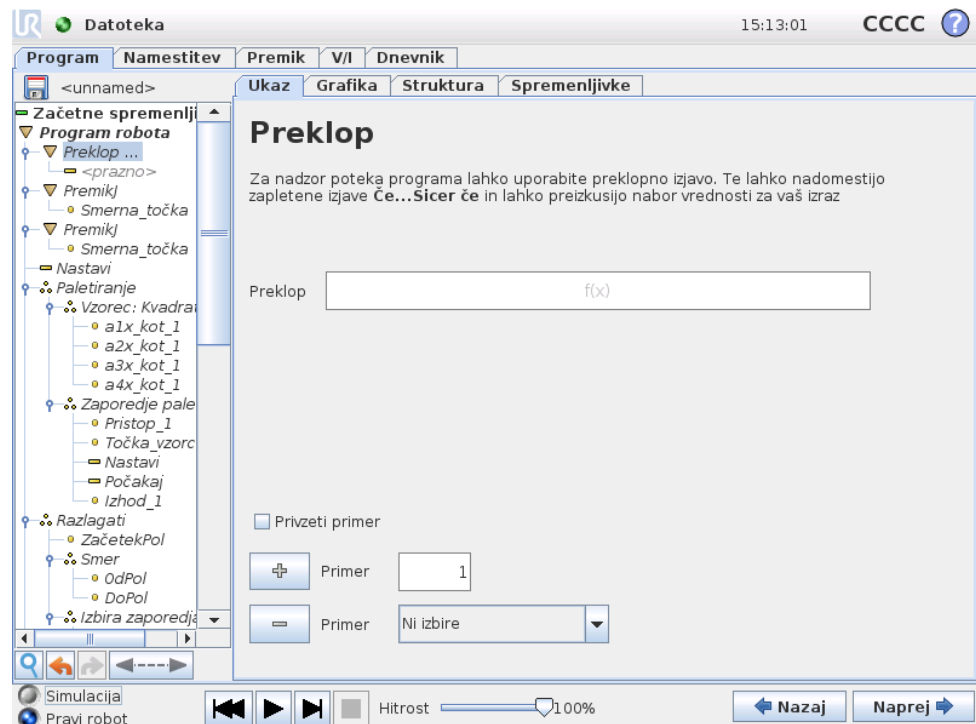 UR Datoteka 15:13:01 CCCC ?
Program Namestitev Premik V/I Dnevnik
<unnamed>
Ukaz Grafika Struktura Spremenljivke
Začetne spremenlji
Program robota
Preklop ...
<prazno>
PremikJ
Smerna_točka
PremikJ
Smerna_točka
Nastavi
Paletiranje
Vzorec: Kvadrat
a1x_kot_1
a2x_kot_1
a3x_kot_1
a4x_kot_1
Zaporedje pale
Pristop_1
Točka_vzorc
Nastavi
Počakaj
Izhod_1
Razlagati
ZačetekPol
Smer
OdPol
DoPol
Izbira zaporedja
Preklop
Za nadzor poteka programa lahko uporabite preklopno izjavo. Te lahko nadomestijo
zapletene izjave Če...Sicer če in lahko preizkusijo nabor vrednosti za vaš izraz
Preklop f(x)
Privzeti primer
Primer 1
Primer Ni izbire
Simulacija
Pravi robot
Hitrost 100%
Nazaj Naprej